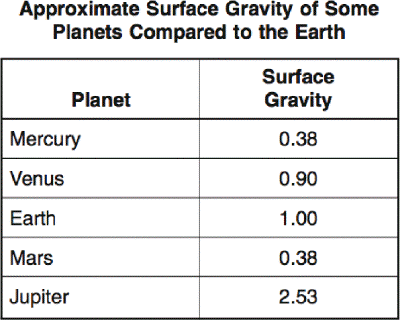 Approximate Surface Gravity of Some
Planets Compared to the Earth
Planet Surface
Gravity
Mercury 0.38
Venus 0.90
Earth 1.00
Mars 0.38
Jupiter 2.53